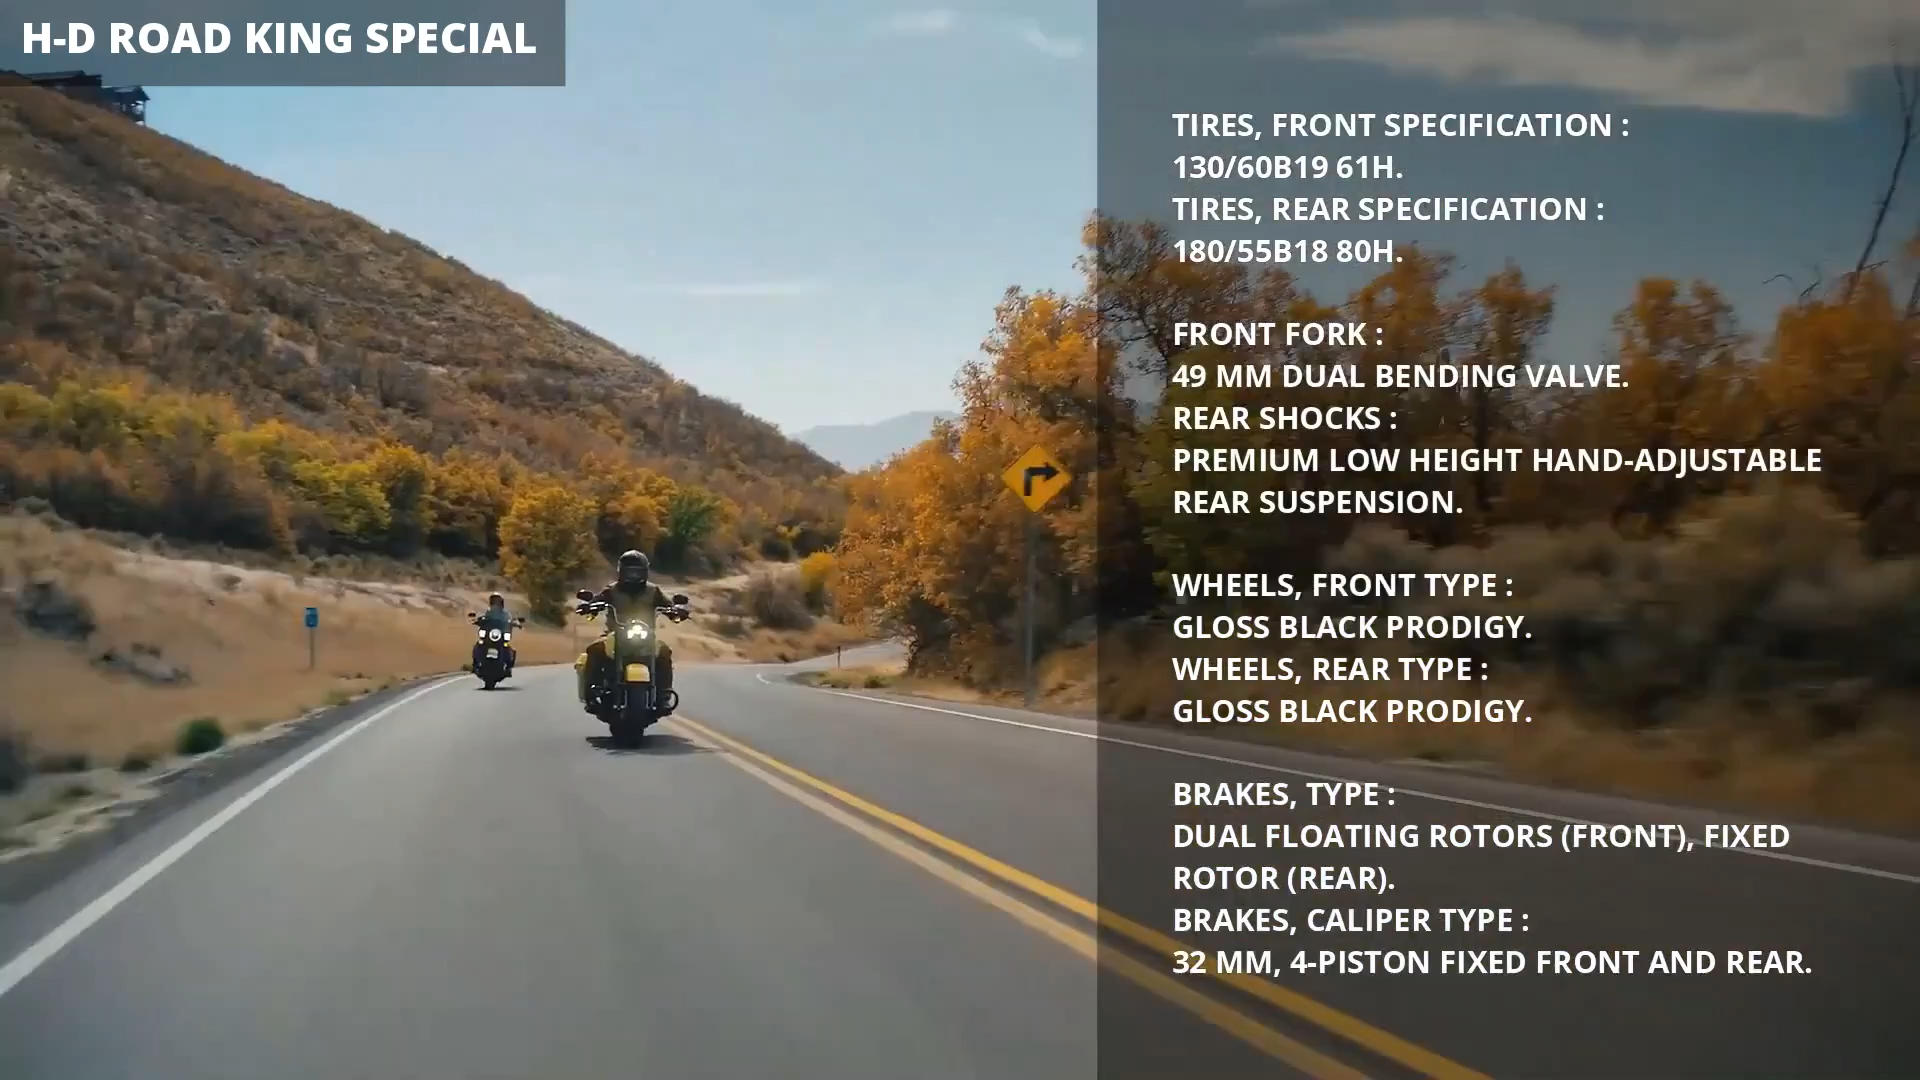 H-D ROAD KING SPECIAL
TIRES, FRONT SPECIFICATION :
130/60B19 61H.
TIRES, REAR SPECIFICATION :
180/55B18 80H.
FRONT FORK :
49 MM DUAL BENDING VALVE.
REAR SHOCKS :
PREMIUM LOW HEIGHT HAND-ADJUSTABLE
REAR SUSPENSION.
WHEELS, FRONT TYPE :
GLOSS BLACK PRODIGY.
WHEELS, REAR TYPE :
GLOSS BLACK PRODIGY.
BRAKES, TYPE :
DUAL FLOATING ROTORS (FRONT), FIXED
ROTOR (REAR).
BRAKES, CALIPER TYPE :
32 MM, 4-PISTON FIXED FRONT AND REAR.